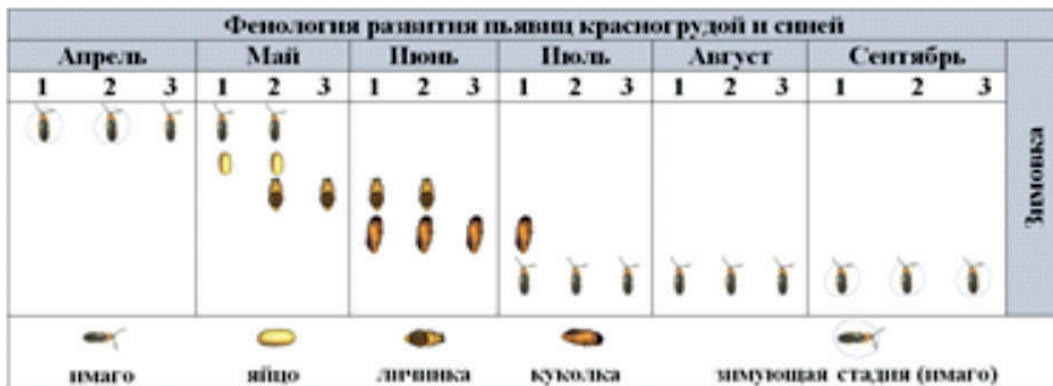 Фенология развития пьявиц красногрудой и синей
Апрель Май Июнь Июль Август Сентябрь Зимовка
1 2 3 1 2 3 1 2 3 1 2 3 1 2 3 1 2 3
имаго яйцо личинка куколка зимующая стадия (имаго)